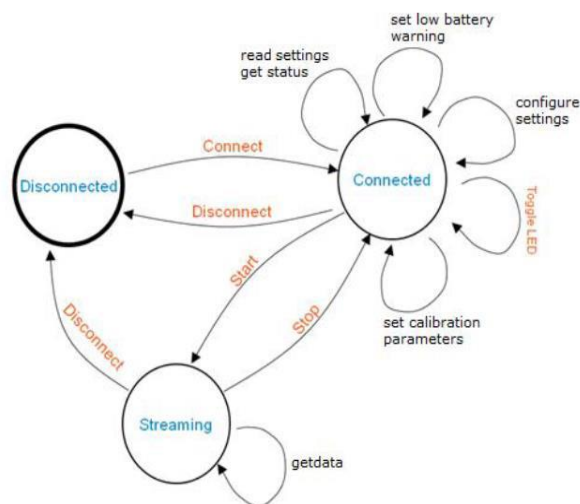 set low battery
warning
read settings
get status
configure
settings
Connect
Disconnected
Connected
Toggle LED
Disconnect
Start
Stop
set calibration
parameters
Disconnect
Streaming
getdata